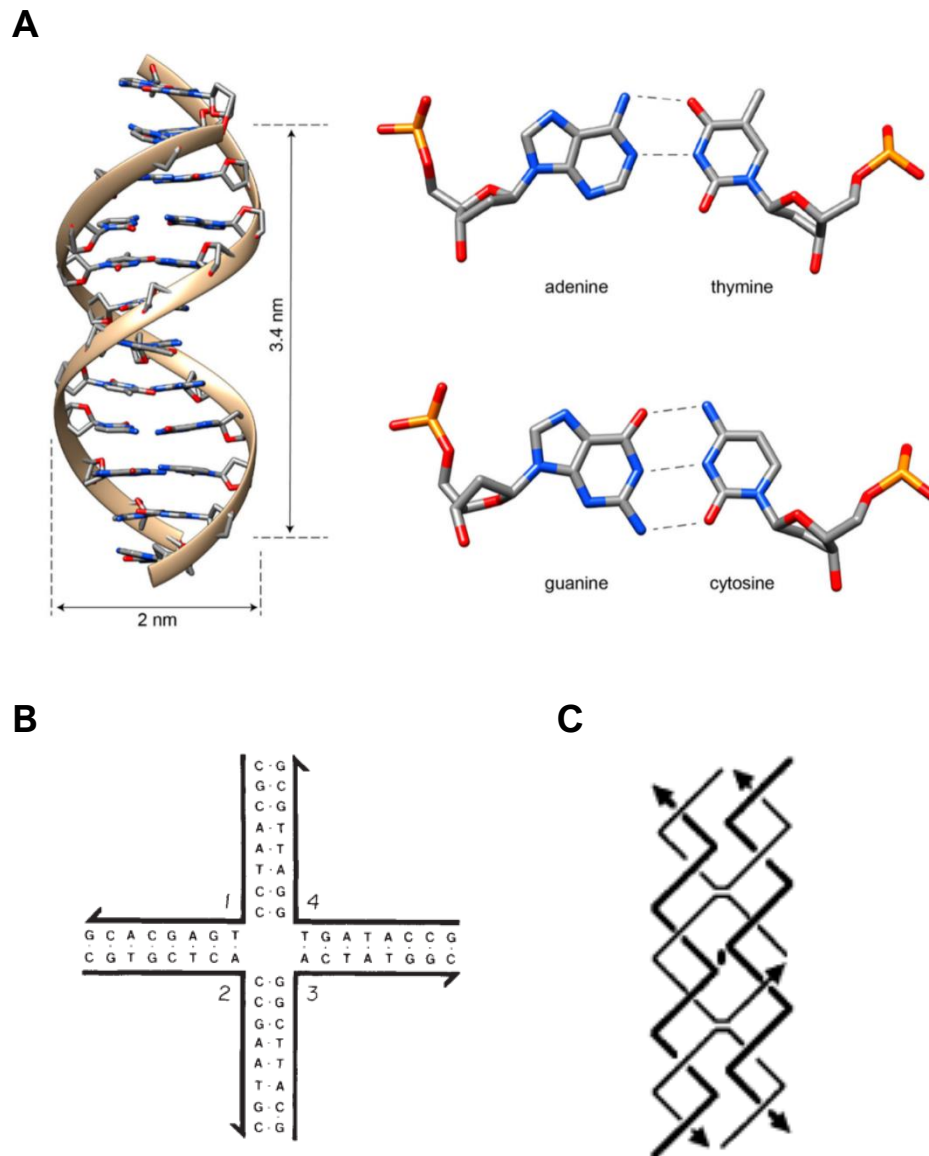 A
3.4 nm
2 nm
adenine thymine
guanine cytosine
B
C · G
G · C
C · G
A · T
A · T
T · A
C · G
C · G
1 4
G C A C G A G T T G A T A C C G
C G T G C T C A A C T A T G G C
2 3
C · G
C · G
G · C
A · T
A · T
T · A
G · C
C · G
C